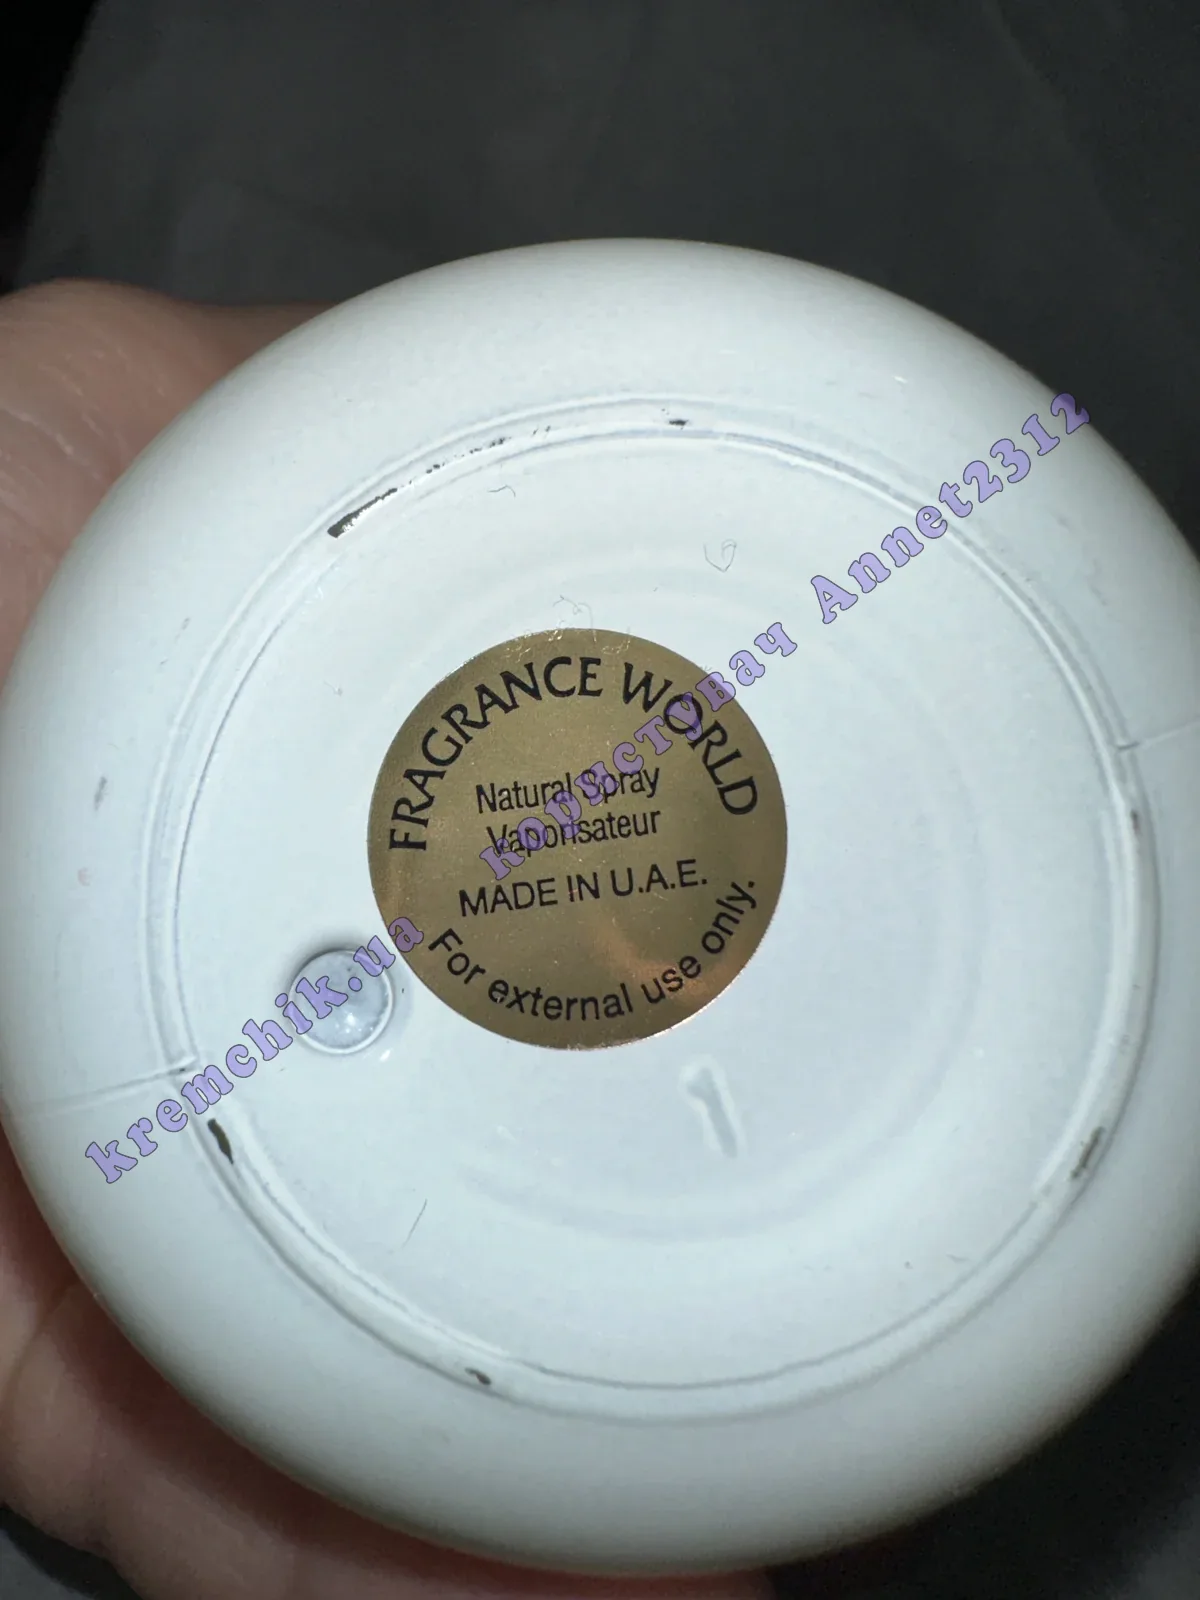 FRAGRANCE WORLD
Natural Spray
Vaporisateur
MADE IN U.A.E.
For external use only.
kremchik.ua користувач Annet2312